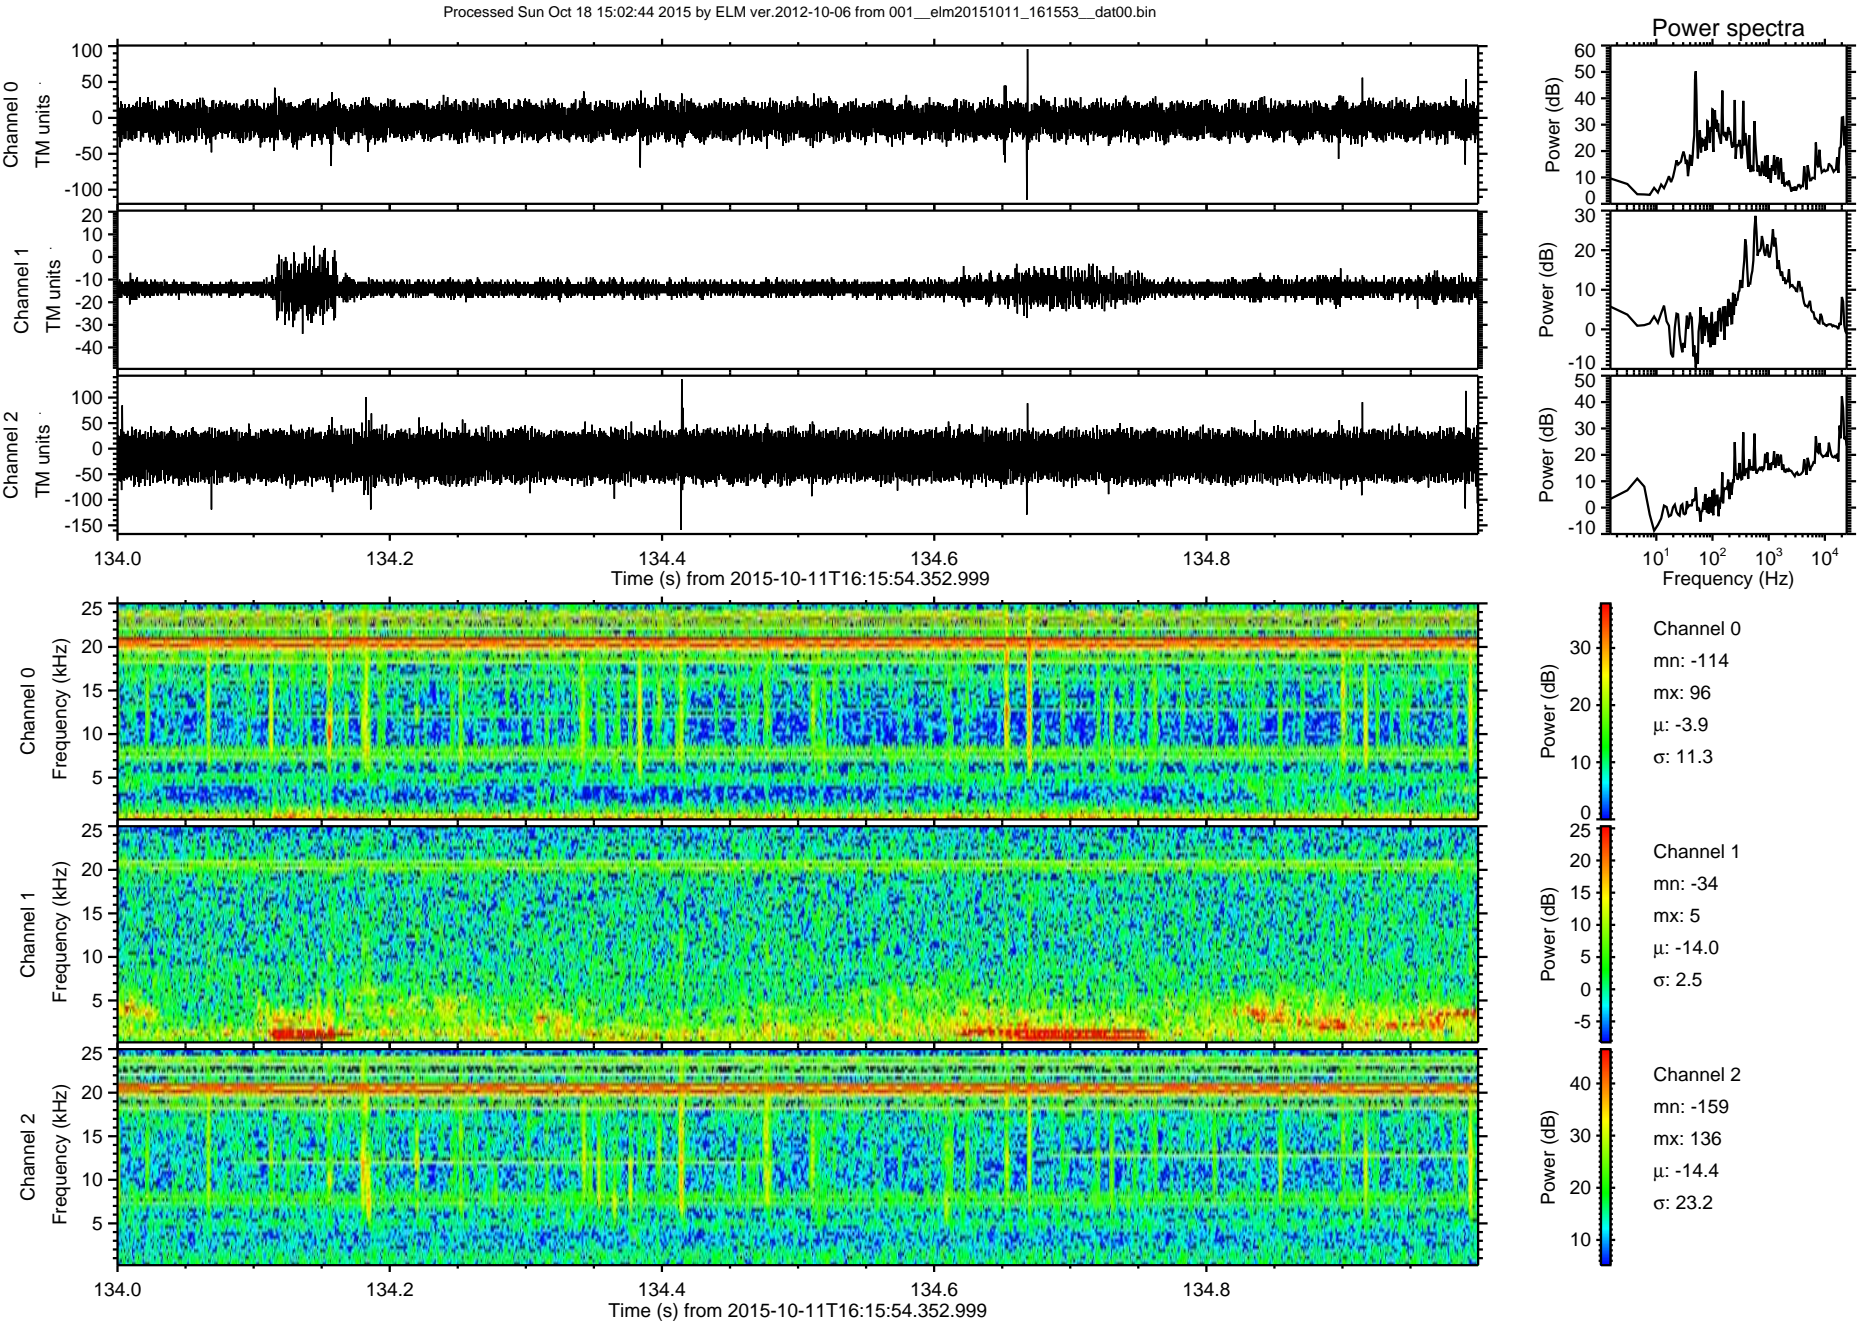 Processed Sun Oct 18 15:02:44 2015 by ELM ver.2012-10-06 from 001__elm20151011_161553__dat00.bin
Power spectra
Channel 0
TM units
100
50
0
-50
-100
Power (dB)
60
50
40
30
20
10
0
Channel 1
TM units
20
10
0
-10
-20
-30
-40
Power (dB)
30
20
10
0
-10
Channel 2
TM units
100
50
0
-50
-100
-150
Power (dB)
50
40
30
20
10
0
-10
134.0 134.2 134.4 134.6 134.8
Time (s) from 2015-10-11T16:15:54.352.999
10^1 10^2 10^3 10^4
Frequency (Hz)
Channel 0
Frequency (kHz)
25
20
15
10
5
Power (dB)
30
20
10
0
Channel 0
mn: -114
mx: 96
μ: -3.9
σ: 11.3
Channel 1
Frequency (kHz)
25
20
15
10
5
Power (dB)
25
20
15
10
5
0
-5
Channel 1
mn: -34
mx: 5
μ: -14.0
σ: 2.5
Channel 2
Frequency (kHz)
25
20
15
10
5
Power (dB)
40
30
20
10
Channel 2
mn: -159
mx: 136
μ: -14.4
σ: 23.2
134.0 134.2 134.4 134.6 134.8
Time (s) from 2015-10-11T16:15:54.352.999